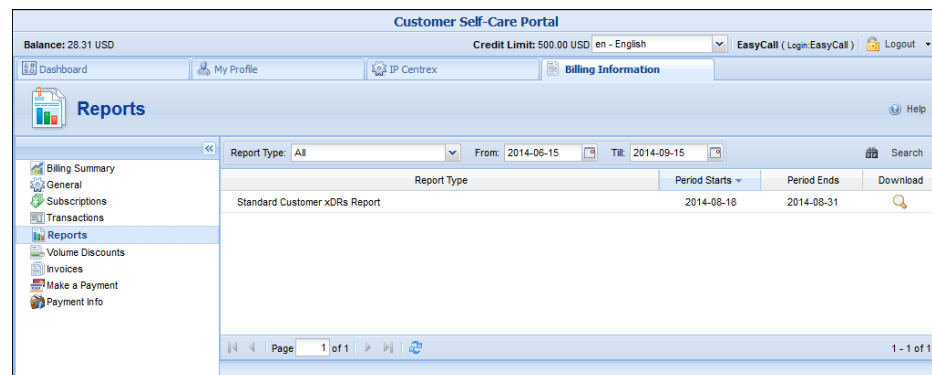 Customer Self-Care Portal
Balance: 28.31 USD Credit Limit: 500.00 USD en - English EasyCall ( Login:EasyCall ) Logout
Dashboard My Profile IP Centrex Billing Information
Reports Help
Report Type: All From: 2014-06-15 Till: 2014-09-15 Search
Report Type Period Starts Period Ends Download
Standard Customer xDRs Report 2014-08-18 2014-08-31
Billing Summary
General
Subscriptions
Transactions
Reports
Volume Discounts
Invoices
Make a Payment
Payment Info
Page 1 of 1 1 - 1 of 1